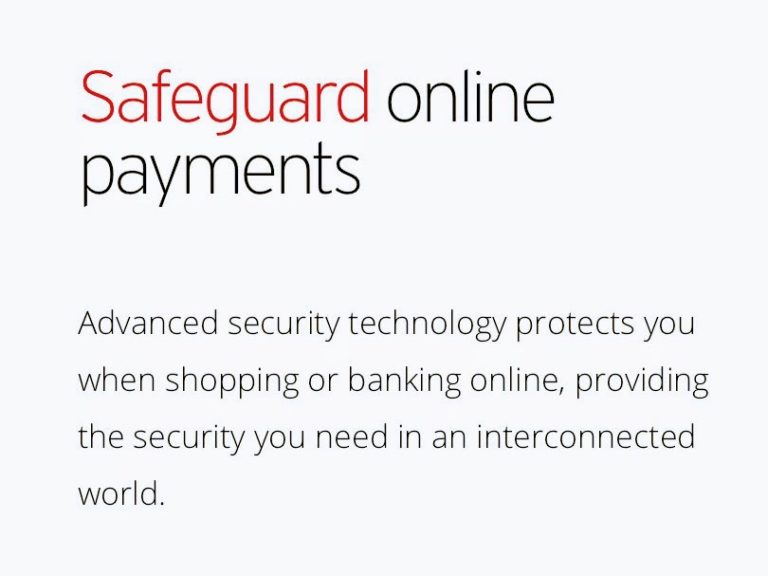 Safeguard online
payments
Advanced security technology protects you
when shopping or banking online, providing
the security you need in an interconnected
world.